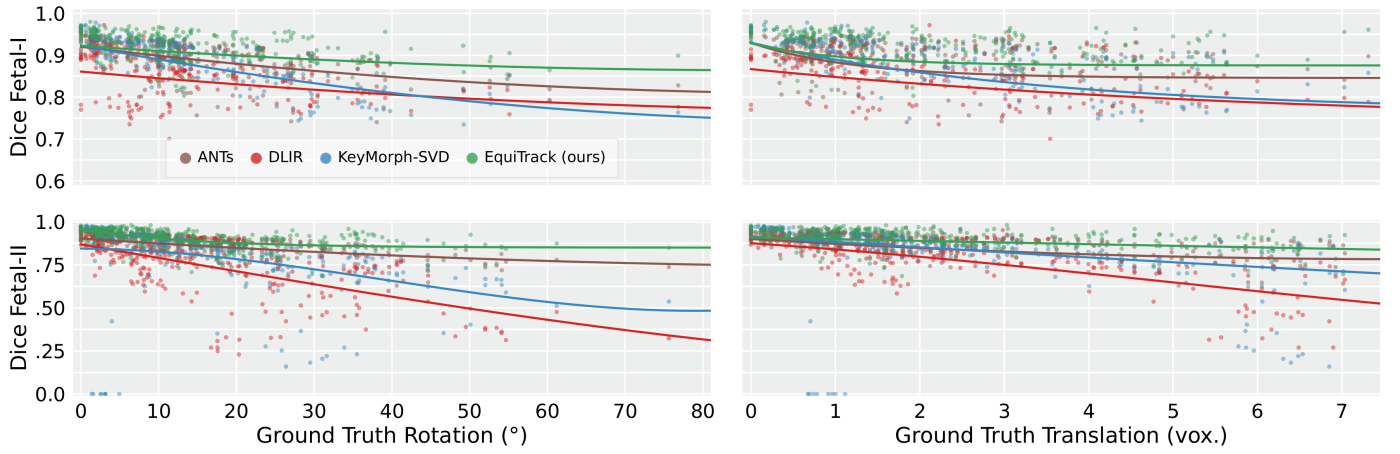 1.0
0.9
0.8
0.7
0.6
Dice Fetal-I
ANTs DLIR KeyMorph-SVD EquiTrack (ours)
1.0
.75
.50
.25
0.0
Dice Fetal-II
0 10 20 30 40 50 60 70 80
Ground Truth Rotation (°)
0 1 2 3 4 5 6 7
Ground Truth Translation (vox.)